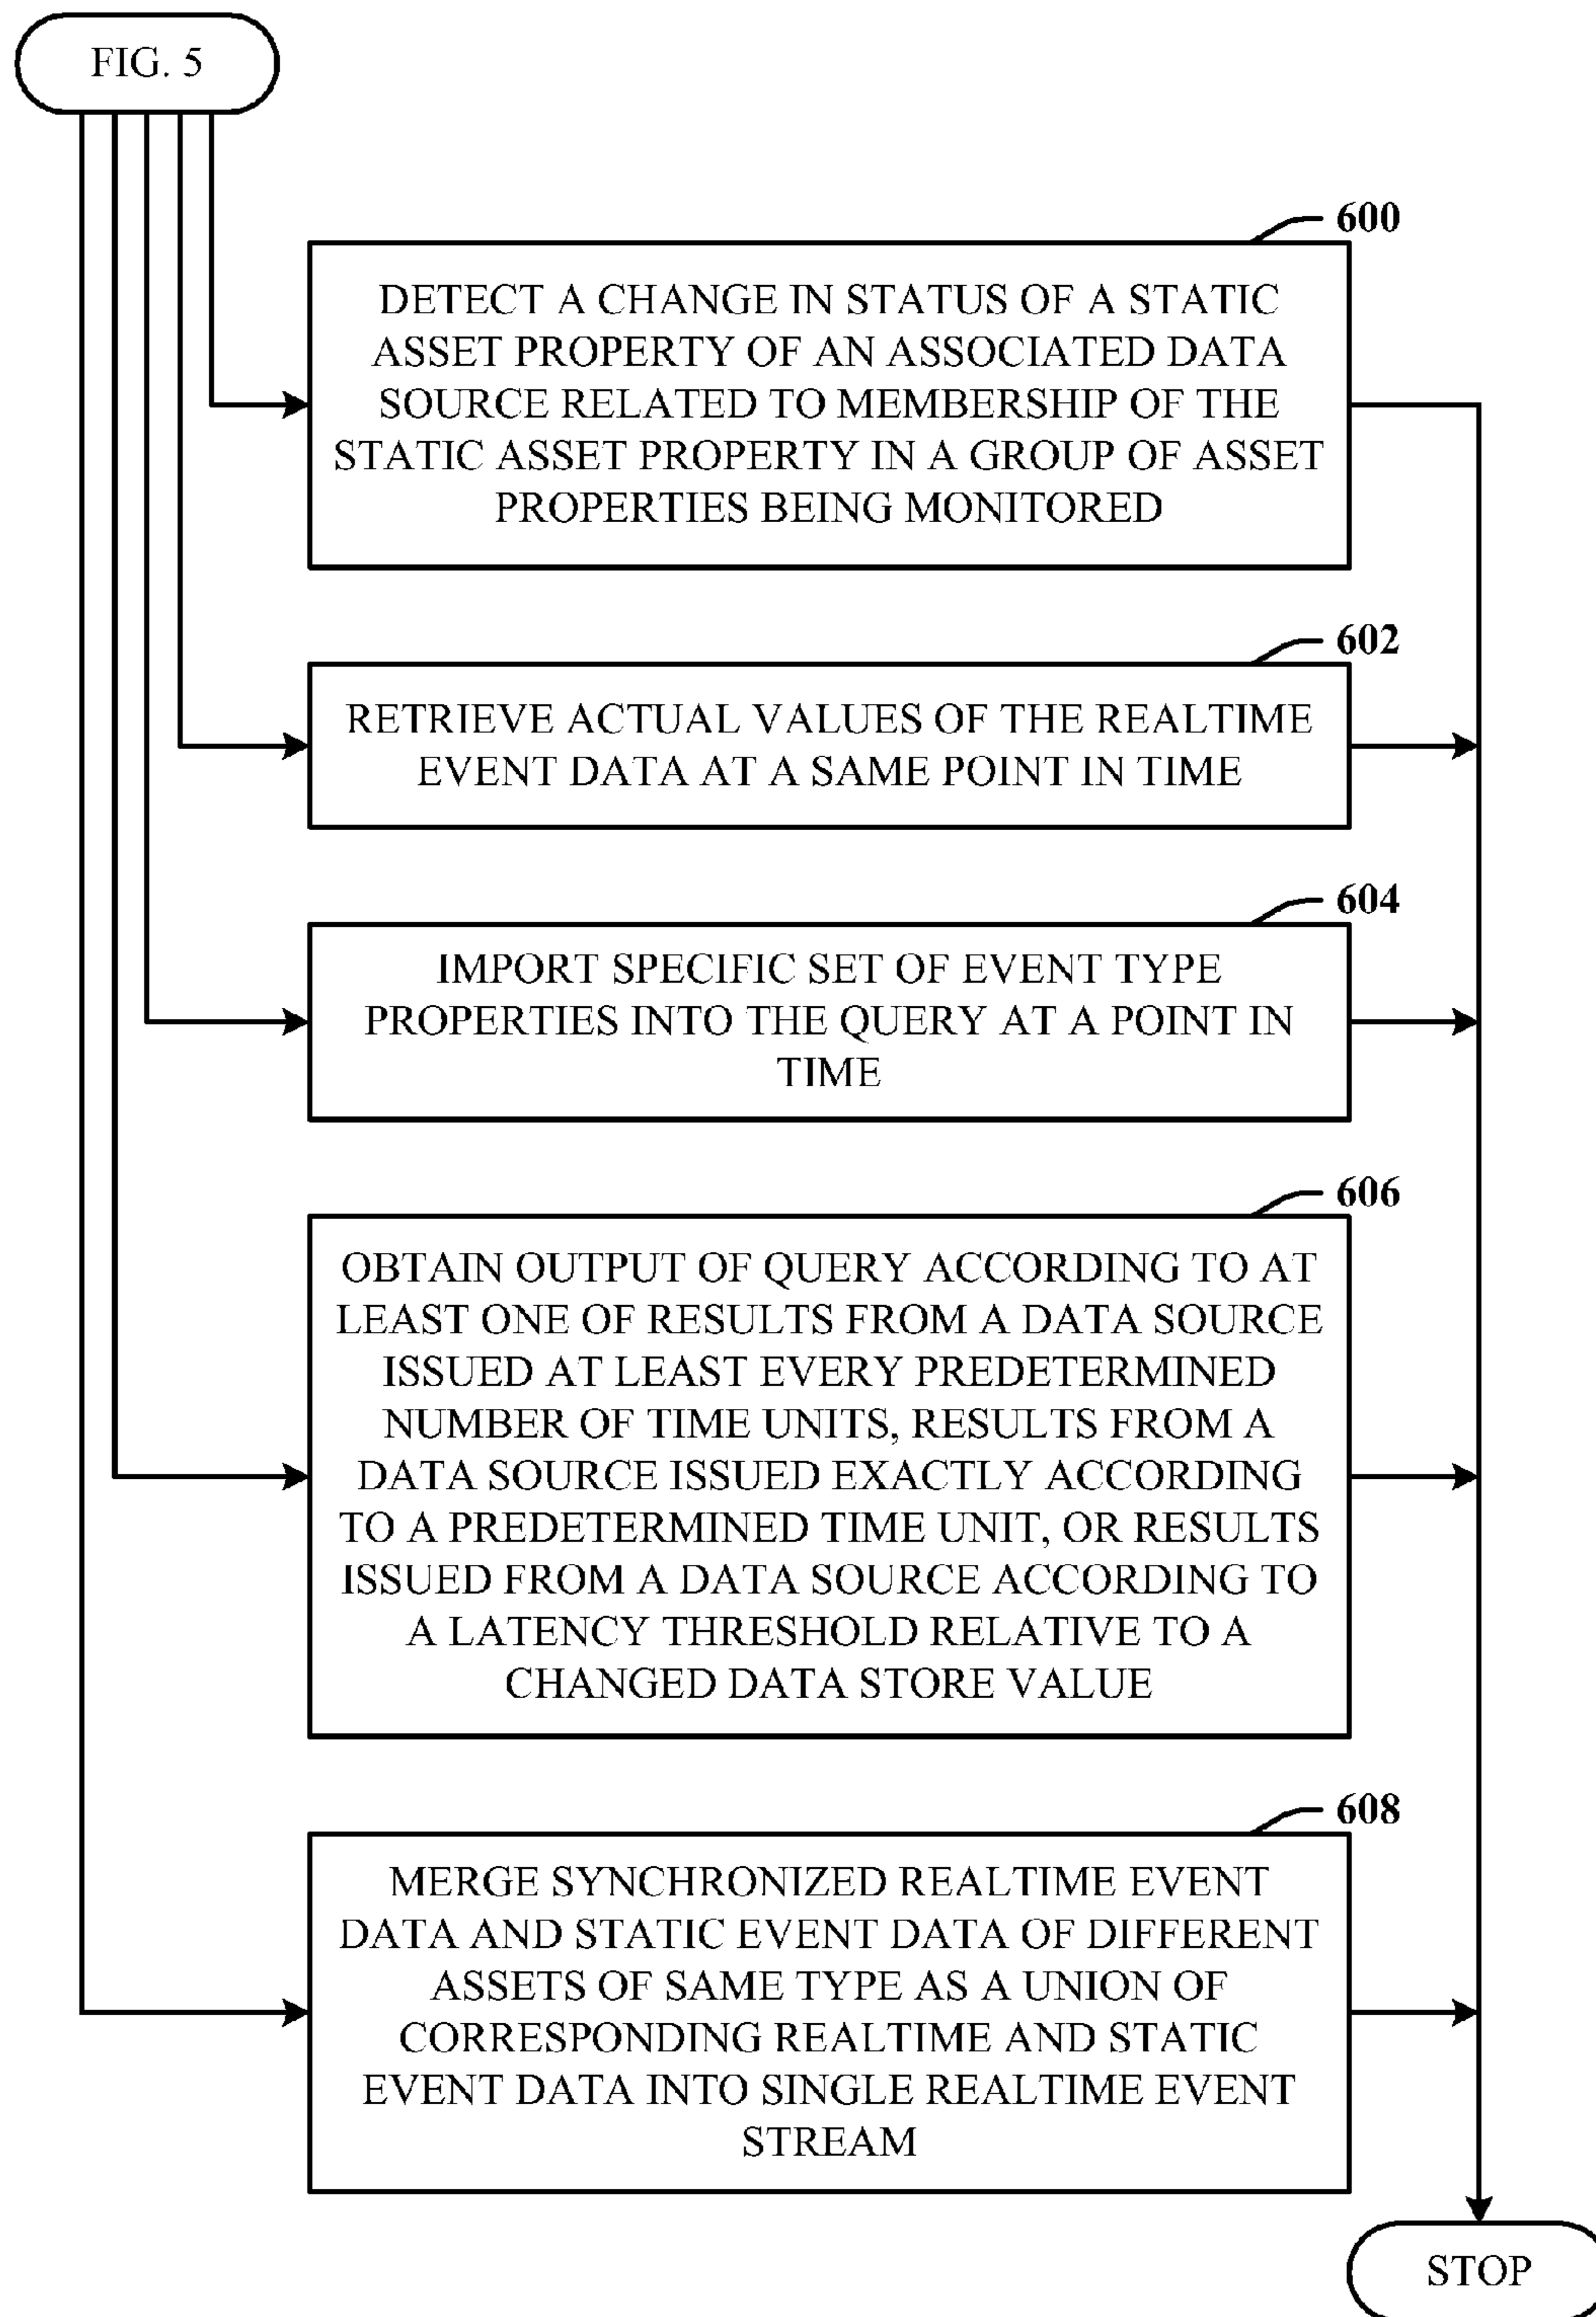 FIG. 5
600
DETECT A CHANGE IN STATUS OF A STATIC
ASSET PROPERTY OF AN ASSOCIATED DATA
SOURCE RELATED TO MEMBERSHIP OF THE
STATIC ASSET PROPERTY IN A GROUP OF ASSET
PROPERTIES BEING MONITORED
602
RETRIEVE ACTUAL VALUES OF THE REALTIME
EVENT DATA AT A SAME POINT IN TIME
604
IMPORT SPECIFIC SET OF EVENT TYPE
PROPERTIES INTO THE QUERY AT A POINT IN
TIME
606
OBTAIN OUTPUT OF QUERY ACCORDING TO AT
LEAST ONE OF RESULTS FROM A DATA SOURCE
ISSUED AT LEAST EVERY PREDETERMINED
NUMBER OF TIME UNITS, RESULTS FROM A
DATA SOURCE ISSUED EXACTLY ACCORDING
TO A PREDETERMINED TIME UNIT, OR RESULTS
ISSUED FROM A DATA SOURCE ACCORDING TO
A LATENCY THRESHOLD RELATIVE TO A
CHANGED DATA STORE VALUE
608
MERGE SYNCHRONIZED REALTIME EVENT
DATA AND STATIC EVENT DATA OF DIFFERENT
ASSETS OF SAME TYPE AS A UNION OF
CORRESPONDING REALTIME AND STATIC
EVENT DATA INTO SINGLE REALTIME EVENT
STREAM
STOP